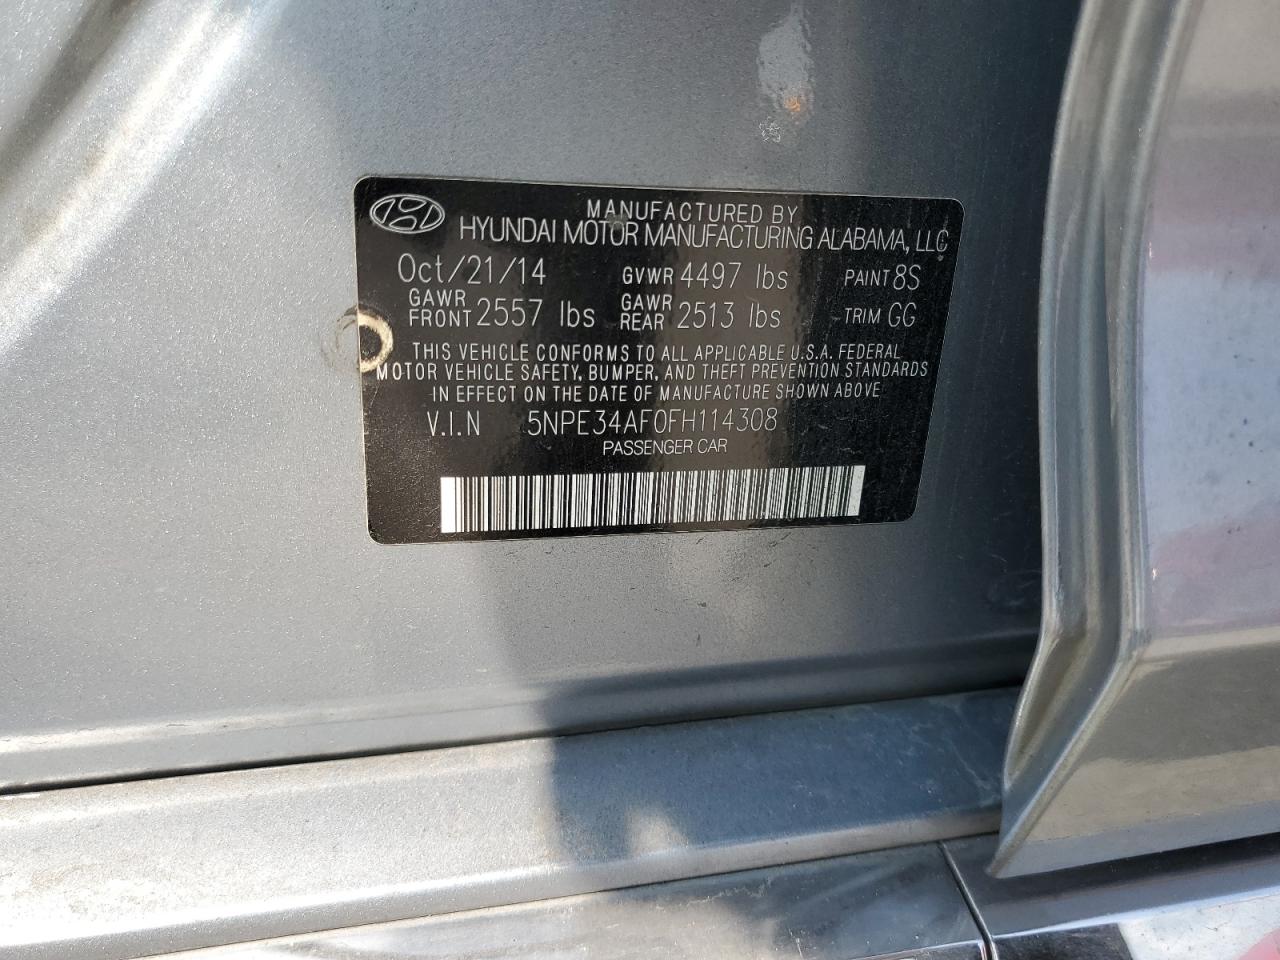 MANUFACTURED BY
HYUNDAI MOTOR MANUFACTURING ALABAMA, LLC
Oct/21/14 GVWR 4497 lbs PAINT 8S
GAWR FRONT 2557 lbs GAWR REAR 2513 lbs TRIM GG
THIS VEHICLE CONFORMS TO ALL APPLICABLE U.S.A. FEDERAL
MOTOR VEHICLE SAFETY, BUMPER, AND THEFT PREVENTION STANDARDS
IN EFFECT ON THE DATE OF MANUFACTURE SHOWN ABOVE
V.I.N 5NPE34AF0FH114308
PASSENGER CAR